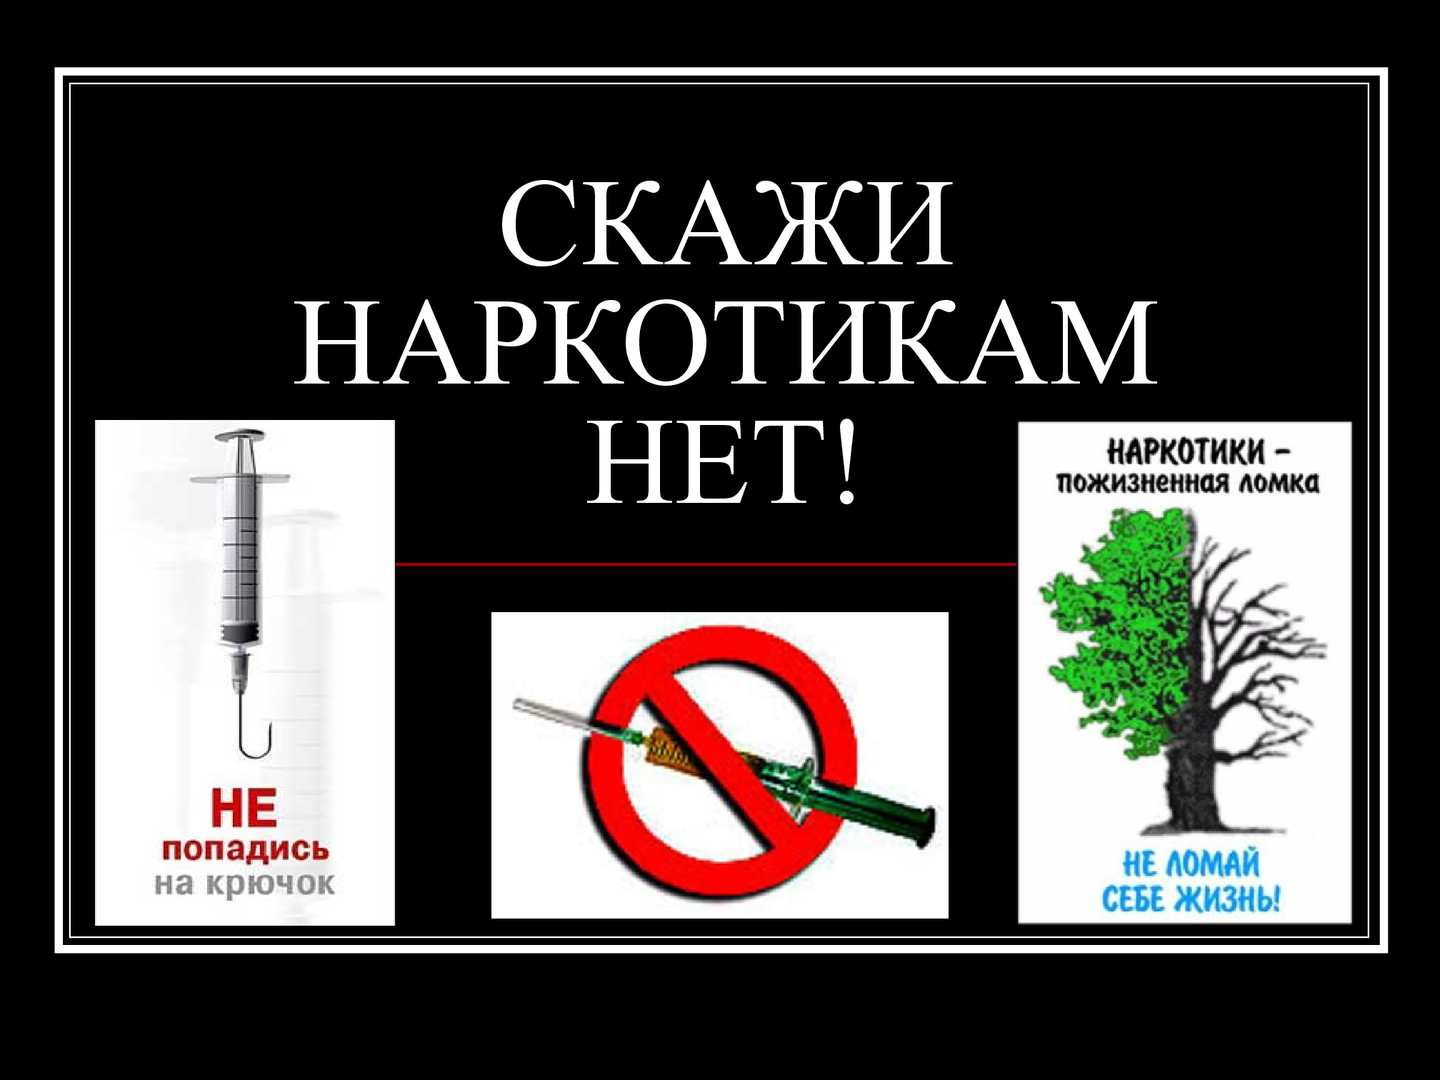 СКАЖИ
НАРКОТИКАМ
НЕТ!
НЕ
попадись
на крючок
НАРКОТИКИ –
пожизненная ломка
НЕ ЛОМАЙ
СЕБЕ ЖИЗНЬ!